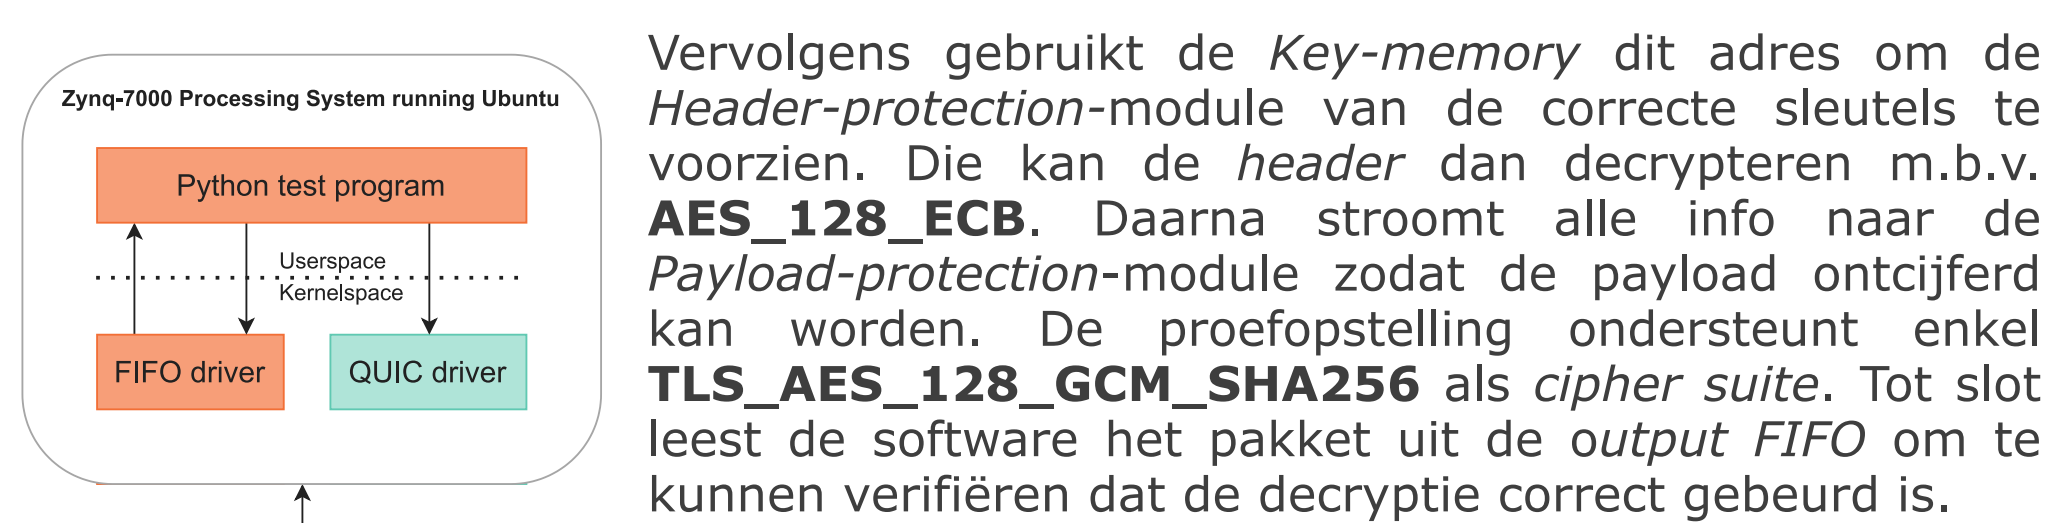 Zynq-7000 Processing System running Ubuntu
Python test program
Userspace
Kernelspace
FIFO driver
QUIC driver
Vervolgens gebruikt de Key-memory dit adres om de
Header-protection-module van de correcte sleutels te
voorzien. Die kan de header dan decrypteren m.b.v.
AES_128_ECB. Daarna stroomt alle info naar de
Payload-protection-module zodat de payload ontcijferd
kan worden. De proefopstelling ondersteunt enkel
TLS_AES_128_GCM_SHA256 als cipher suite. Tot slot
leest de software het pakket uit de output FIFO om te
kunnen verifiëren dat de decryptie correct gebeurd is.